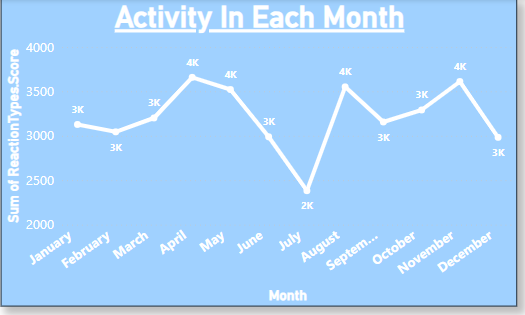 Activity In Each Month
Sum of ReactionTypes.Score
4000
3500
3000
2500
2000
3K
3K
3K
4K
4K
3K
2K
4K
3K
3K
4K
3K
January
February
March
April
May
June
July
August
Septem...
October
November
December
Month